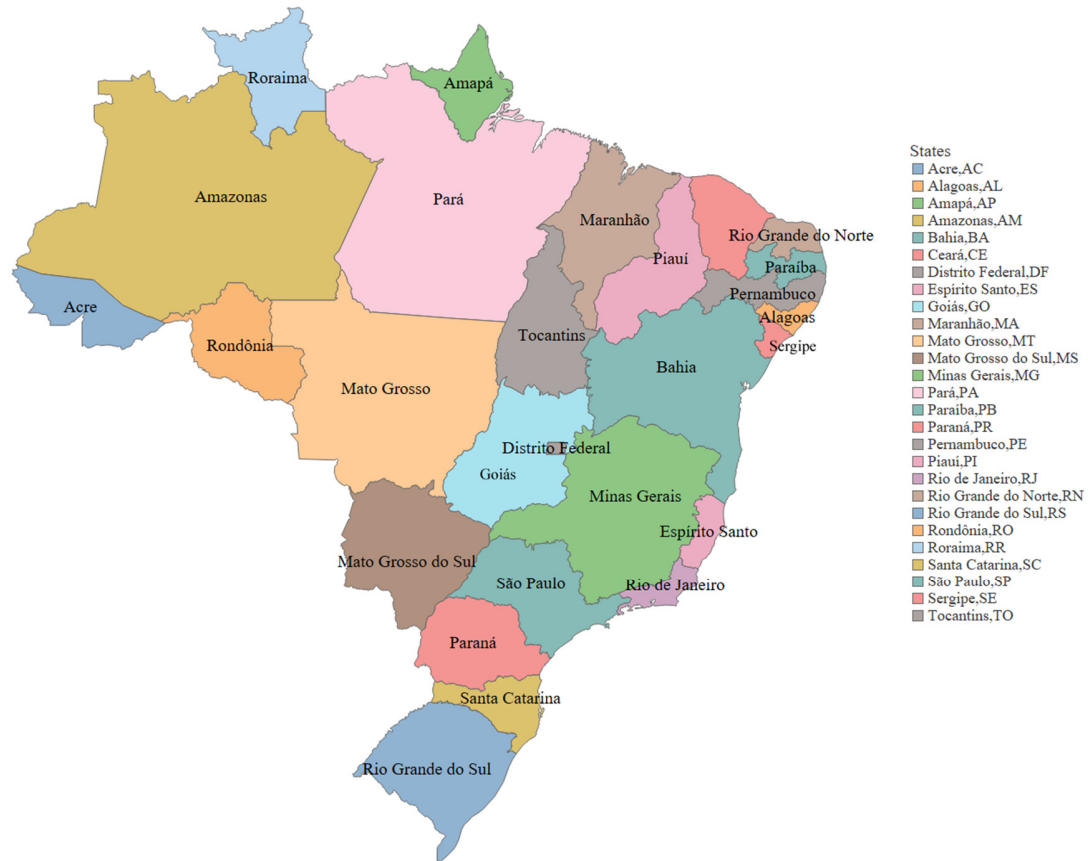 Roraima
Amapá
Amazonas
Pará
Maranhão
Rio Grande do Norte
Piauí
Paraíba
Pernambuco
Acre
Alagoas
Rondônia
Tocantins
Sergipe
Bahia
Mato Grosso
Distrito Federal
Goiás
Minas Gerais
Espírito Santo
Mato Grosso do Sul
São Paulo
Rio de Janeiro
Paraná
Santa Catarina
Rio Grande do Sul
States
Acre,AC
Alagoas,AL
Amapá,AP
Amazonas,AM
Bahia,BA
Ceará,CE
Distrito Federal,DF
Espírito Santo,ES
Goiás,GO
Maranhão,MA
Mato Grosso,MT
Mato Grosso do Sul,MS
Minas Gerais,MG
Pará,PA
Paraíba,PB
Paraná,PR
Pernambuco,PE
Piauí,PI
Rio de Janeiro,RJ
Rio Grande do Norte,RN
Rio Grande do Sul,RS
Rondônia,RO
Roraima,RR
Santa Catarina,SC
São Paulo,SP
Sergipe,SE
Tocantins,TO